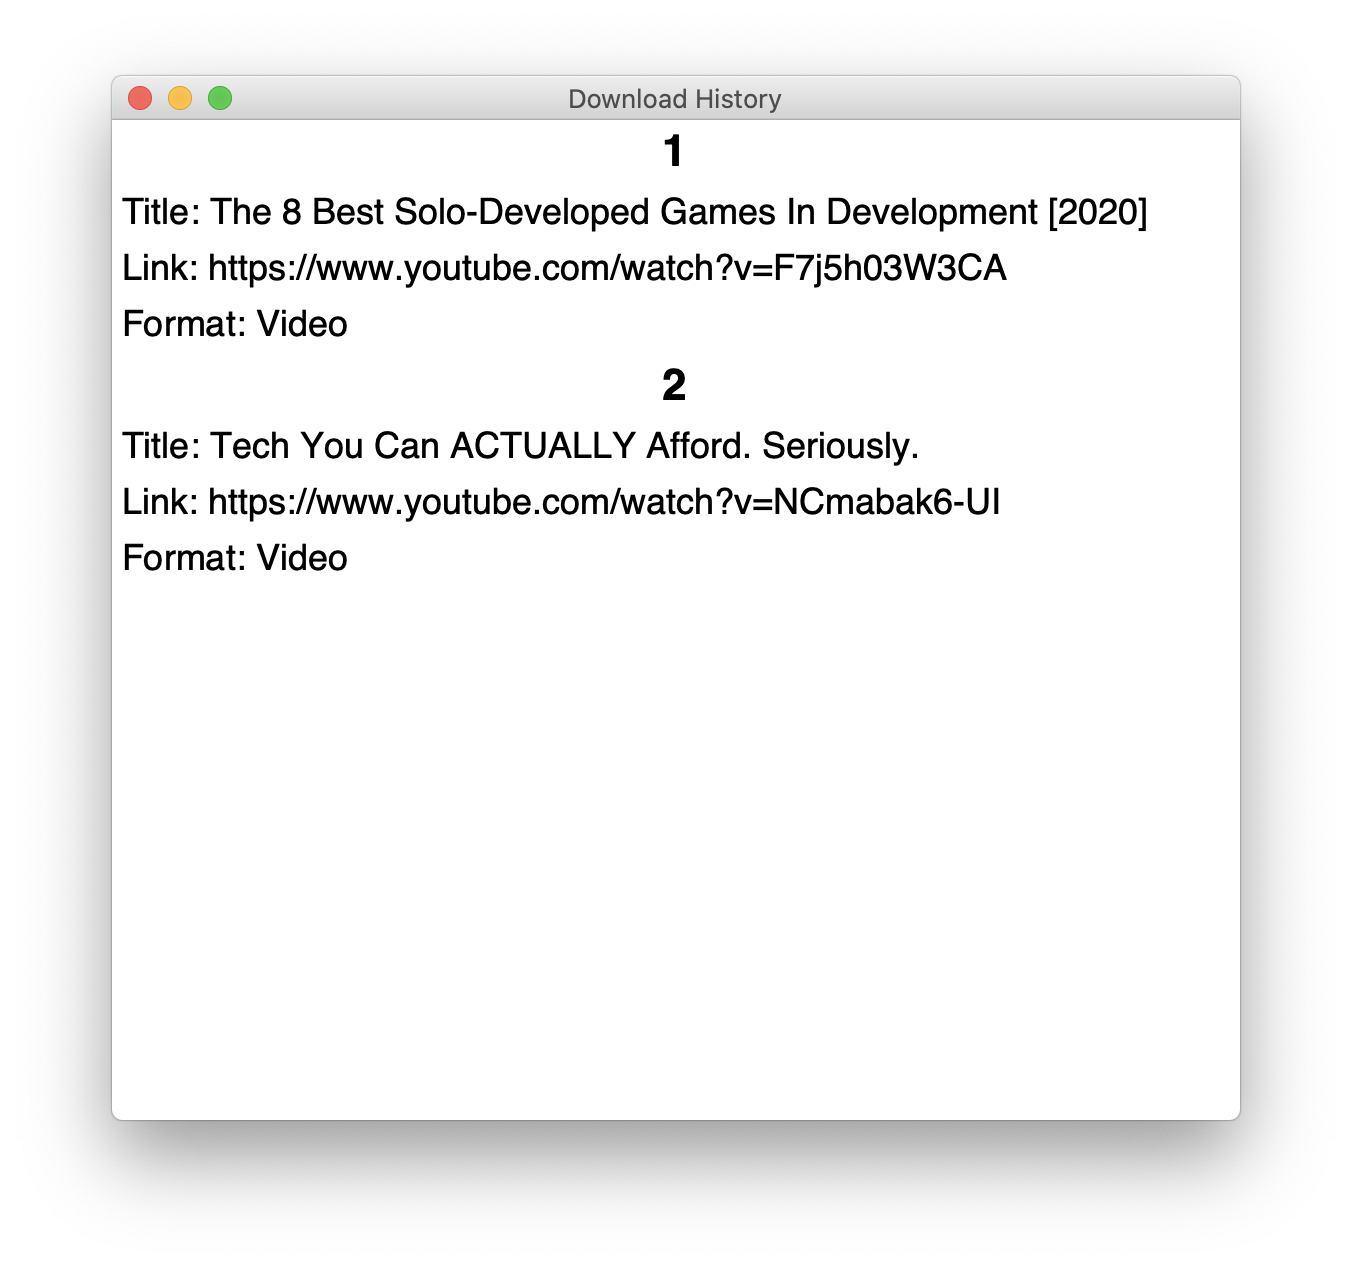 Download History
1
Title: The 8 Best Solo-Developed Games In Development [2020]
Link: https://www.youtube.com/watch?v=F7j5h03W3CA
Format: Video
2
Title: Tech You Can ACTUALLY Afford. Seriously.
Link: https://www.youtube.com/watch?v=NCmabak6-UI
Format: Video